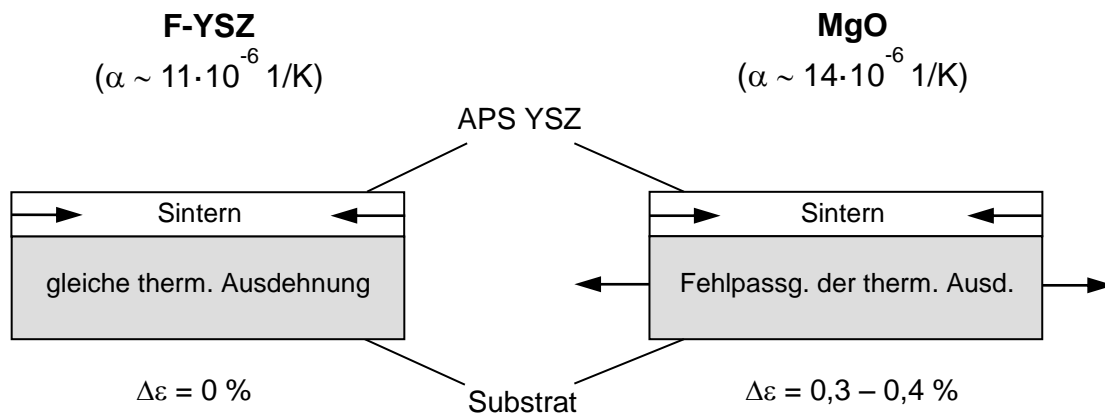 F-YSZ
(α ~ 11·10⁻⁶ 1/K)
MgO
(α ~ 14·10⁻⁶ 1/K)
APS YSZ
Sintern
gleiche therm. Ausdehnung
Sintern
Fehlpassg. der therm. Ausd.
Δε = 0 %
Substrat
Δε = 0,3 – 0,4 %